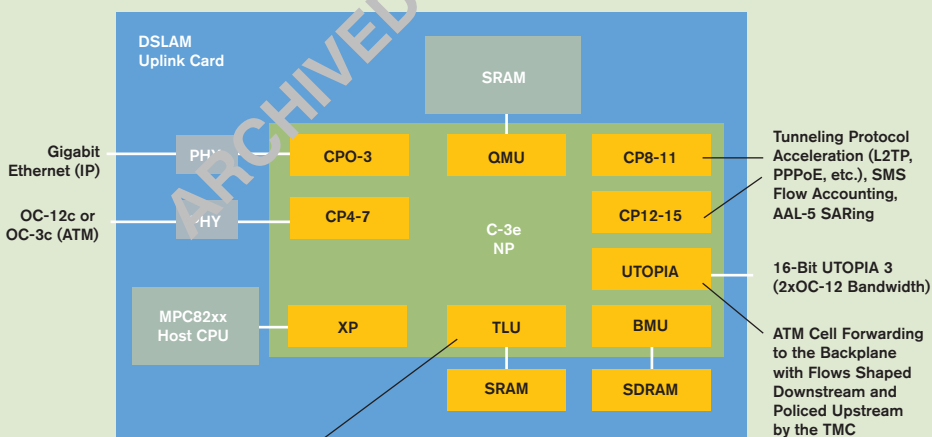 DSLAM
Uplink Card
ARCHIVED
SRAM
Gigabit
Ethernet (IP)
PHY
CPO-3
QMU
CP8-11
Tunneling Protocol
Acceleration (L2TP,
PPPoE, etc.), SMS
Flow Accounting,
AAL-5 SARing
OC-12c or
OC-3c (ATM)
PHY
CP4-7
C-3e
NP
CP12-15
UTOPIA
16-Bit UTOPIA 3
(2xOC-12 Bandwidth)
MPC82xx
Host CPU
XP
TLU
BMU
ATM Cell Forwarding
to the Backplane
with Flows Shaped
Downstream and
Policed Upstream
by the TMC
SRAM
SDRAM